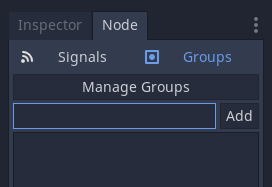 Inspector Node
Signals Groups
Manage Groups
Add